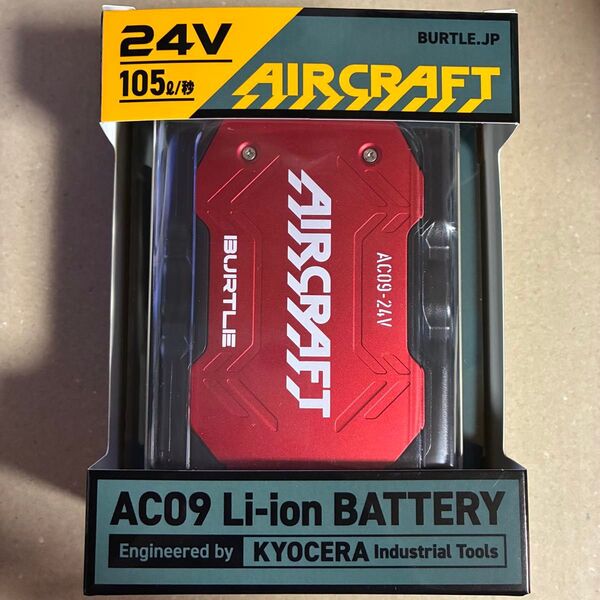 24V
105ℓ/秒
BURTLE.JP
AIRCRAFT
AIRCRAFT
BURTLE
AC09-24V
AC09 Li-ion BATTERY
Engineered by KYOCERA Industrial Tools